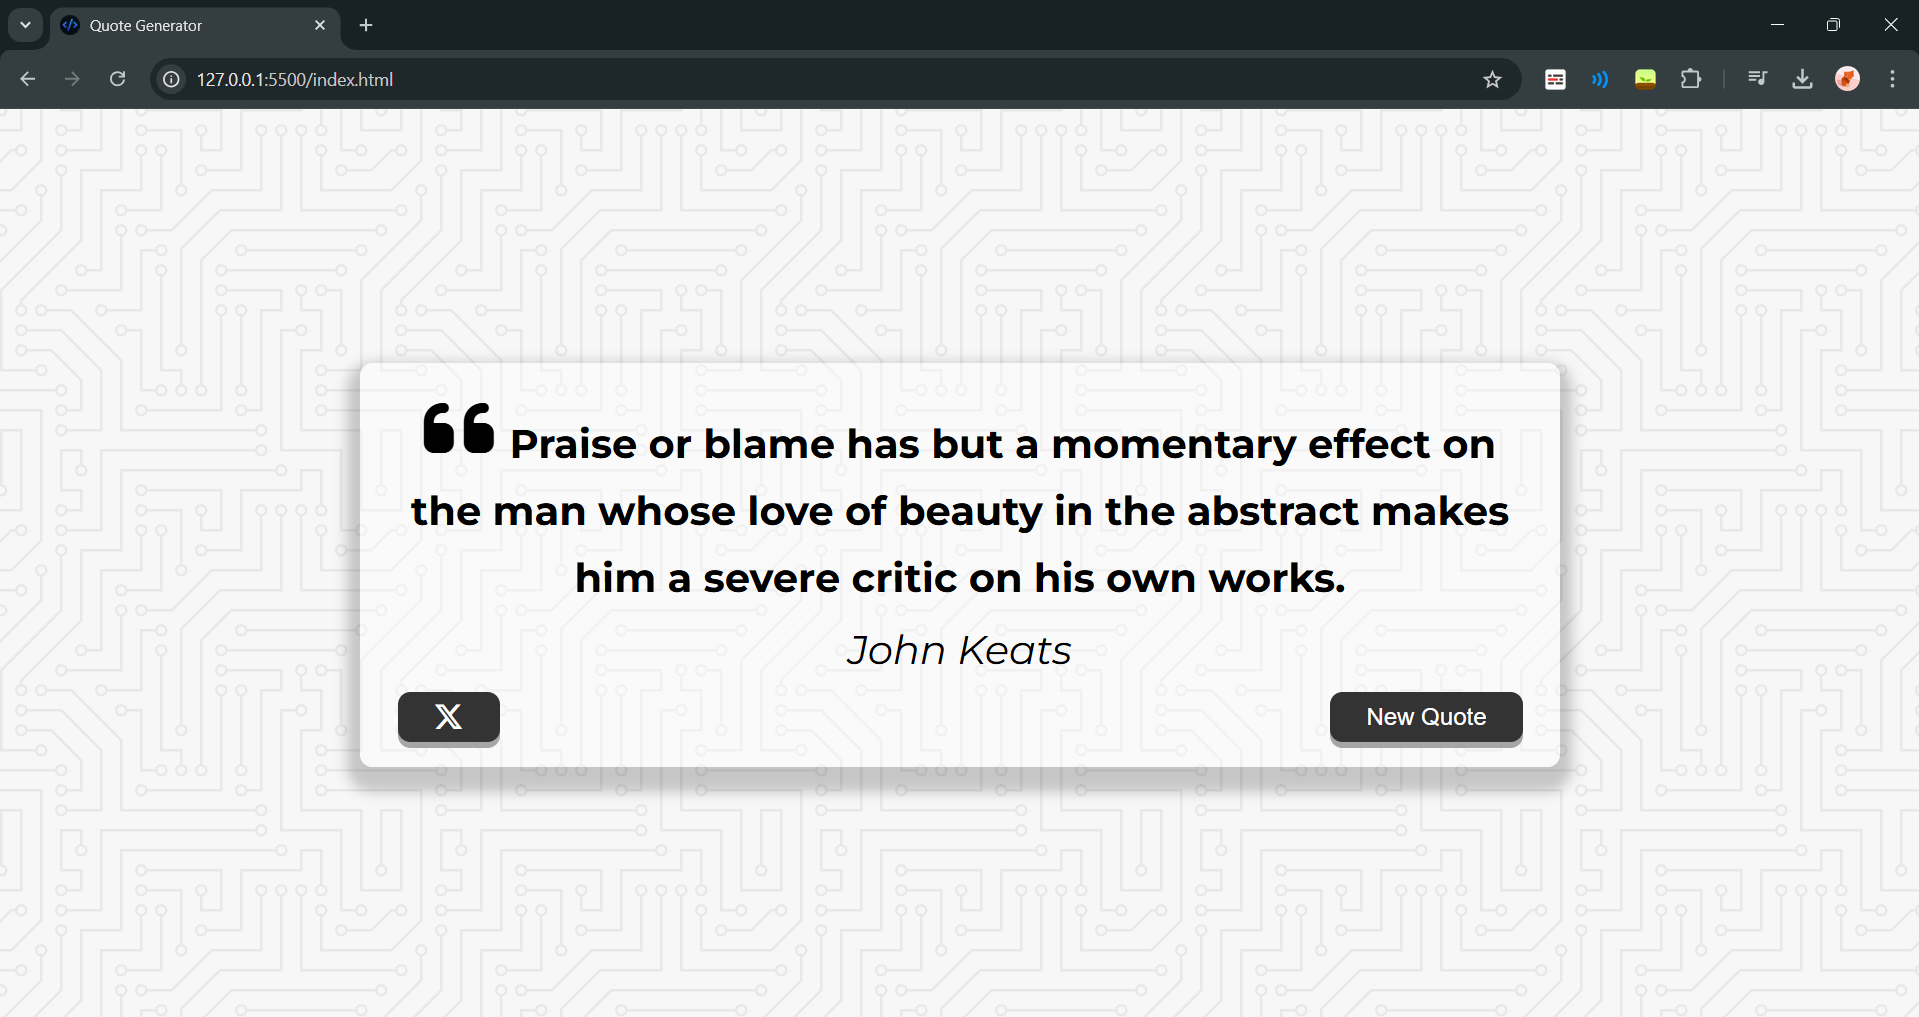 Quote Generator
127.0.0.1:5500/index.html
Praise or blame has but a momentary effect on
the man whose love of beauty in the abstract makes
him a severe critic on his own works.
John Keats
New Quote